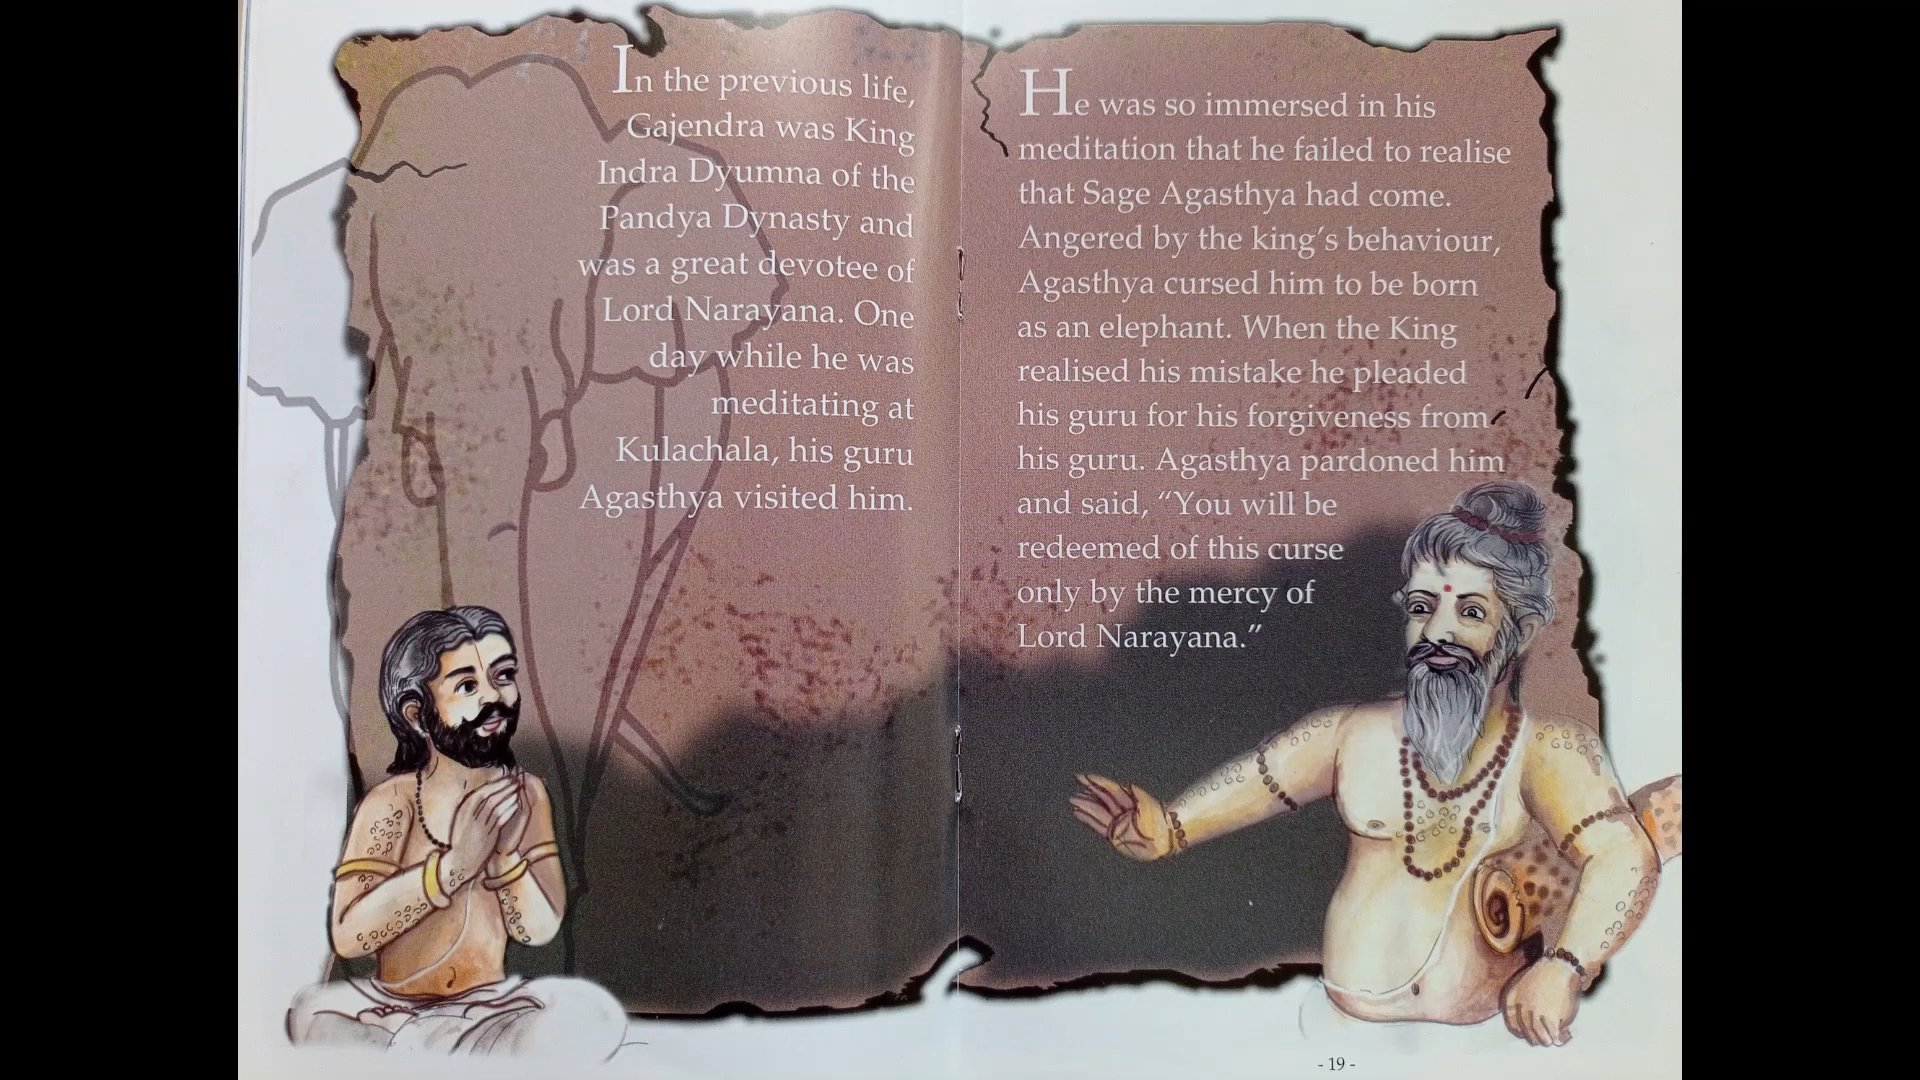 In the previous life,
Gajendra was King
Indra Dyumna of the
Pandya Dynasty and
was a great devotee of
Lord Narayana. One
day while he was
meditating at
Kulachala, his guru
Agasthya visited him.
He was so immersed in his
meditation that he failed to realise
that Sage Agasthya had come.
Angered by the king’s behaviour,
Agasthya cursed him to be born
as an elephant. When the King
realised his mistake he pleaded
his guru for his forgiveness from
his guru. Agasthya pardoned him
and said, “You will be
redeemed of this curse
only by the mercy of
Lord Narayana.”
- 19 -